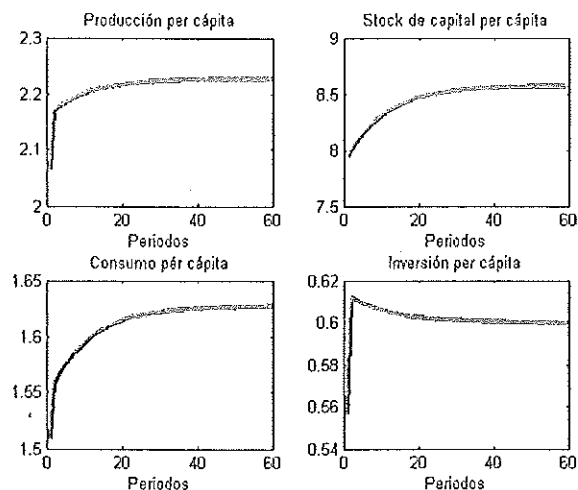 Producción per cápita
2.3
2.2
2.1
2
0 20 40 60
Periodos
Stock de capital per cápita
9
8.5
8
7.5
0 20 40 60
Periodos
Consumo pér cápita
1.65
1.6
1.55
1.5
0 20 40 60
Periodos
Inversión per cápita
0.62
0.6
0.58
0.56
0.54
0 20 40 60
Periodos